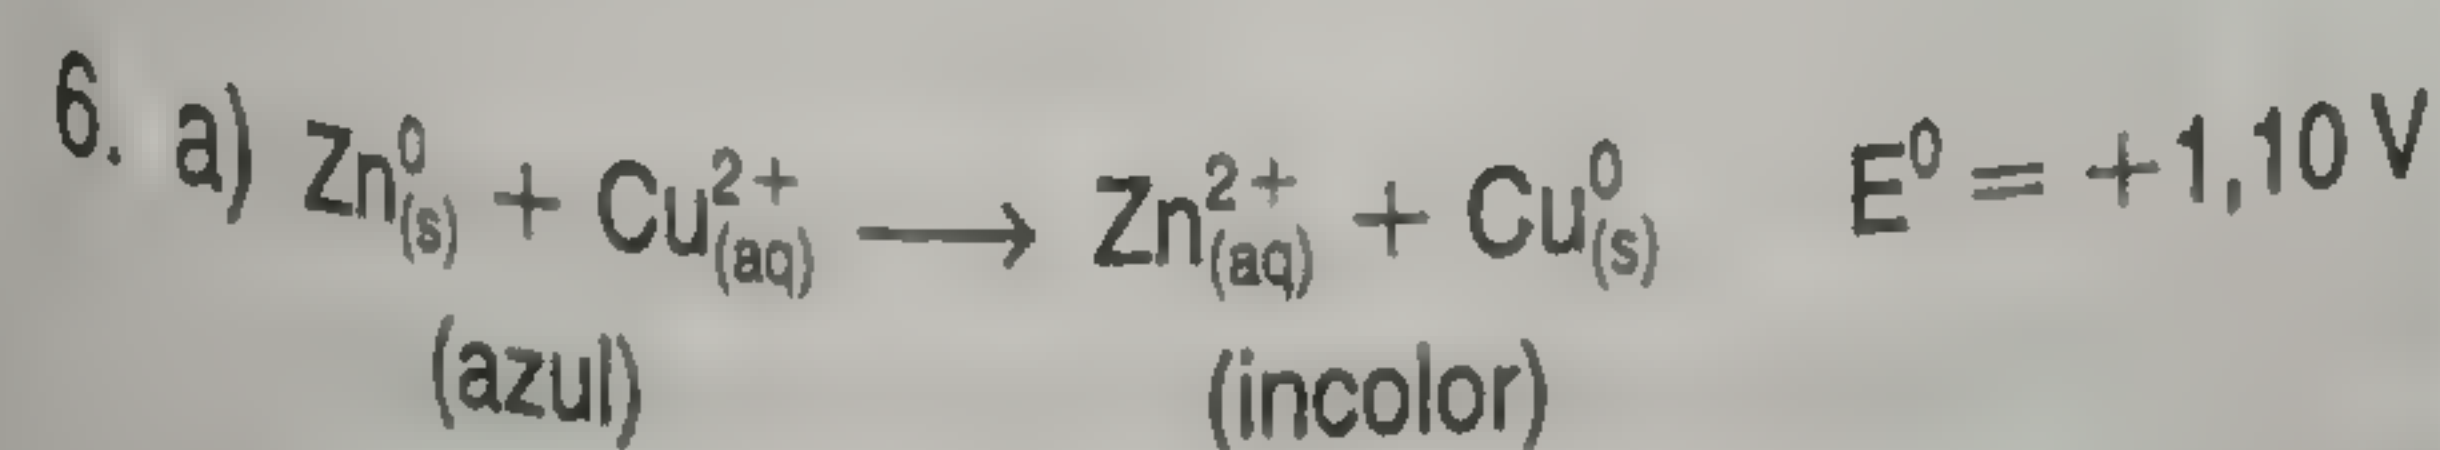 6. a) Zn⁰₍s₎ + Cu²⁺₍aq₎ ⟶ Zn²⁺₍aq₎ + Cu⁰₍s₎ E⁰ = +1,10 V
(azul) (incolor)